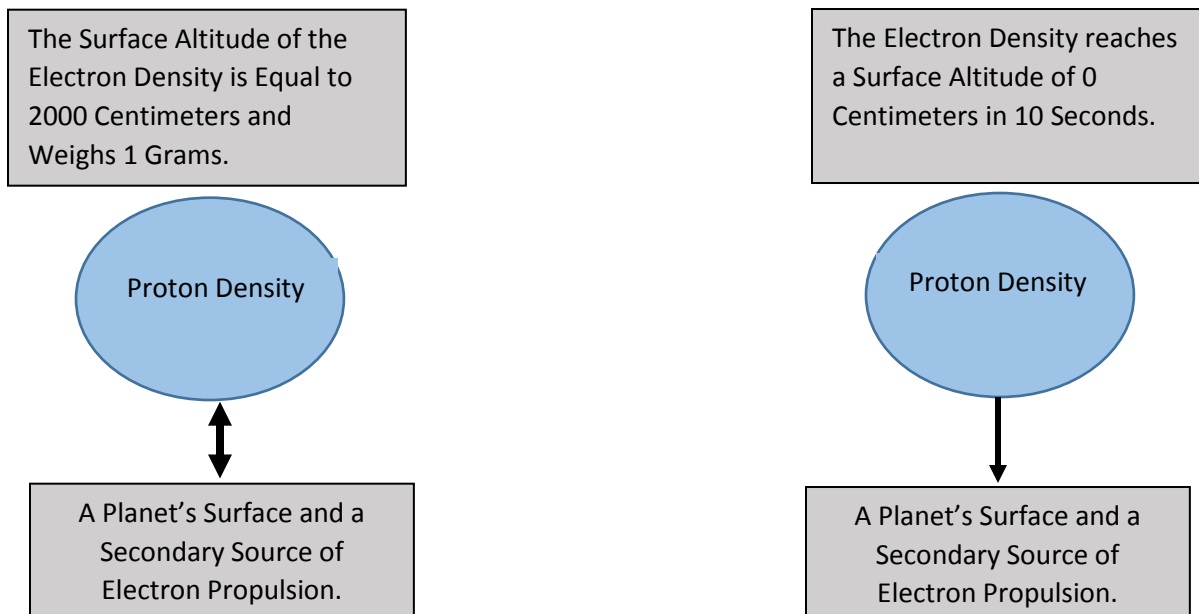 The Surface Altitude of the
Electron Density is Equal to
2000 Centimeters and
Weighs 1 Grams.
Proton Density
A Planet’s Surface and a
Secondary Source of
Electron Propulsion.
The Electron Density reaches
a Surface Altitude of 0
Centimeters in 10 Seconds.
Proton Density
A Planet’s Surface and a
Secondary Source of
Electron Propulsion.